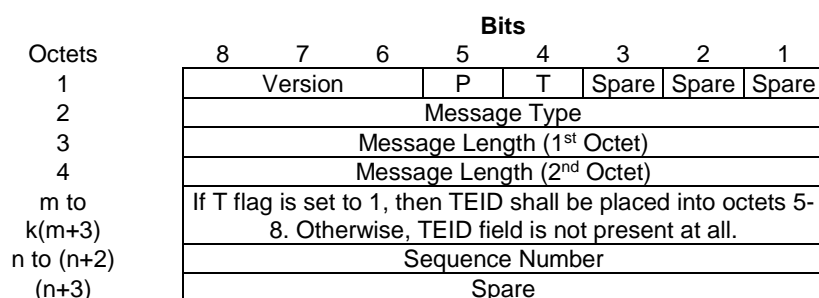 Bits
Octets 8 7 6 5 4 3 2 1
1 Version P T Spare Spare Spare
2 Message Type
3 Message Length (1st Octet)
4 Message Length (2nd Octet)
m to If T flag is set to 1, then TEID shall be placed into octets 5-
k(m+3) 8. Otherwise, TEID field is not present at all.
n to (n+2) Sequence Number
(n+3) Spare